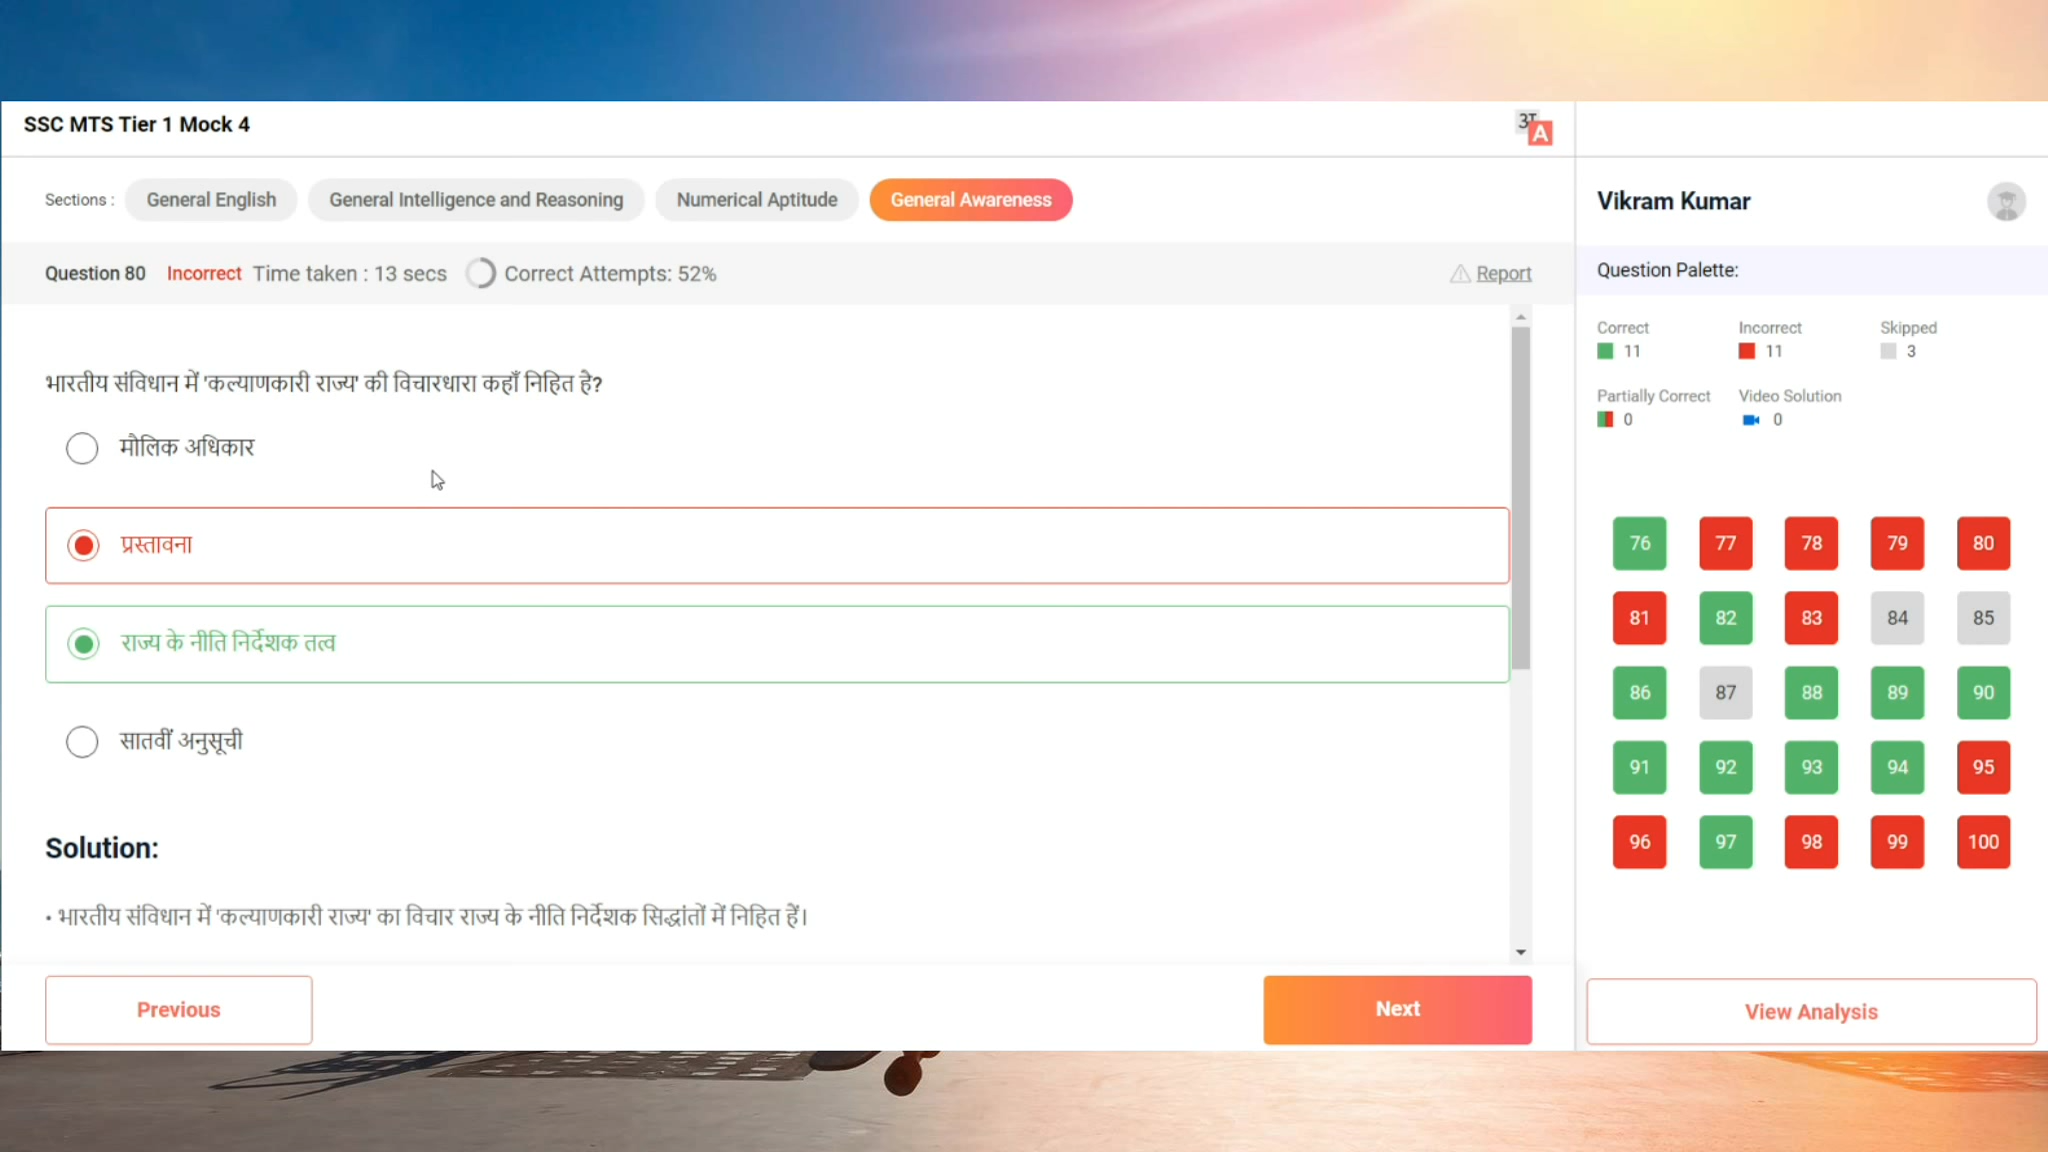 SSC MTS Tier 1 Mock 4
अ A
Sections : General English General Intelligence and Reasoning Numerical Aptitude General Awareness
Question 80 Incorrect Time taken : 13 secs Correct Attempts: 52% Report
भारतीय संविधान में 'कल्याणकारी राज्य' की विचारधारा कहाँ निहित है?
मौलिक अधिकार
प्रस्तावना
राज्य के नीति निर्देशक तत्व
सातवीं अनुसूची
Solution:
• भारतीय संविधान में 'कल्याणकारी राज्य' का विचार राज्य के नीति निर्देशक सिद्धांतों में निहित हैं।
Previous Next
Vikram Kumar
Question Palette:
Correct Incorrect Skipped
11 11 3
Partially Correct Video Solution
0 0
76 77 78 79 80
81 82 83 84 85
86 87 88 89 90
91 92 93 94 95
96 97 98 99 100
View Analysis